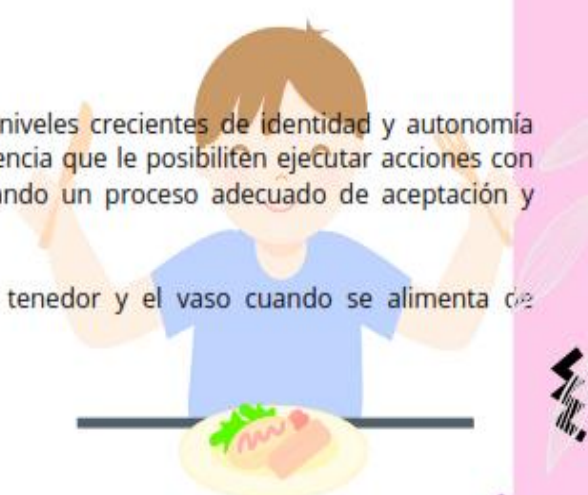 niveles crecientes de identidad y autonomía
encia que le posibiliten ejecutar acciones con
ando un proceso adecuado de aceptación y
tenedor y el vaso cuando se alimenta de